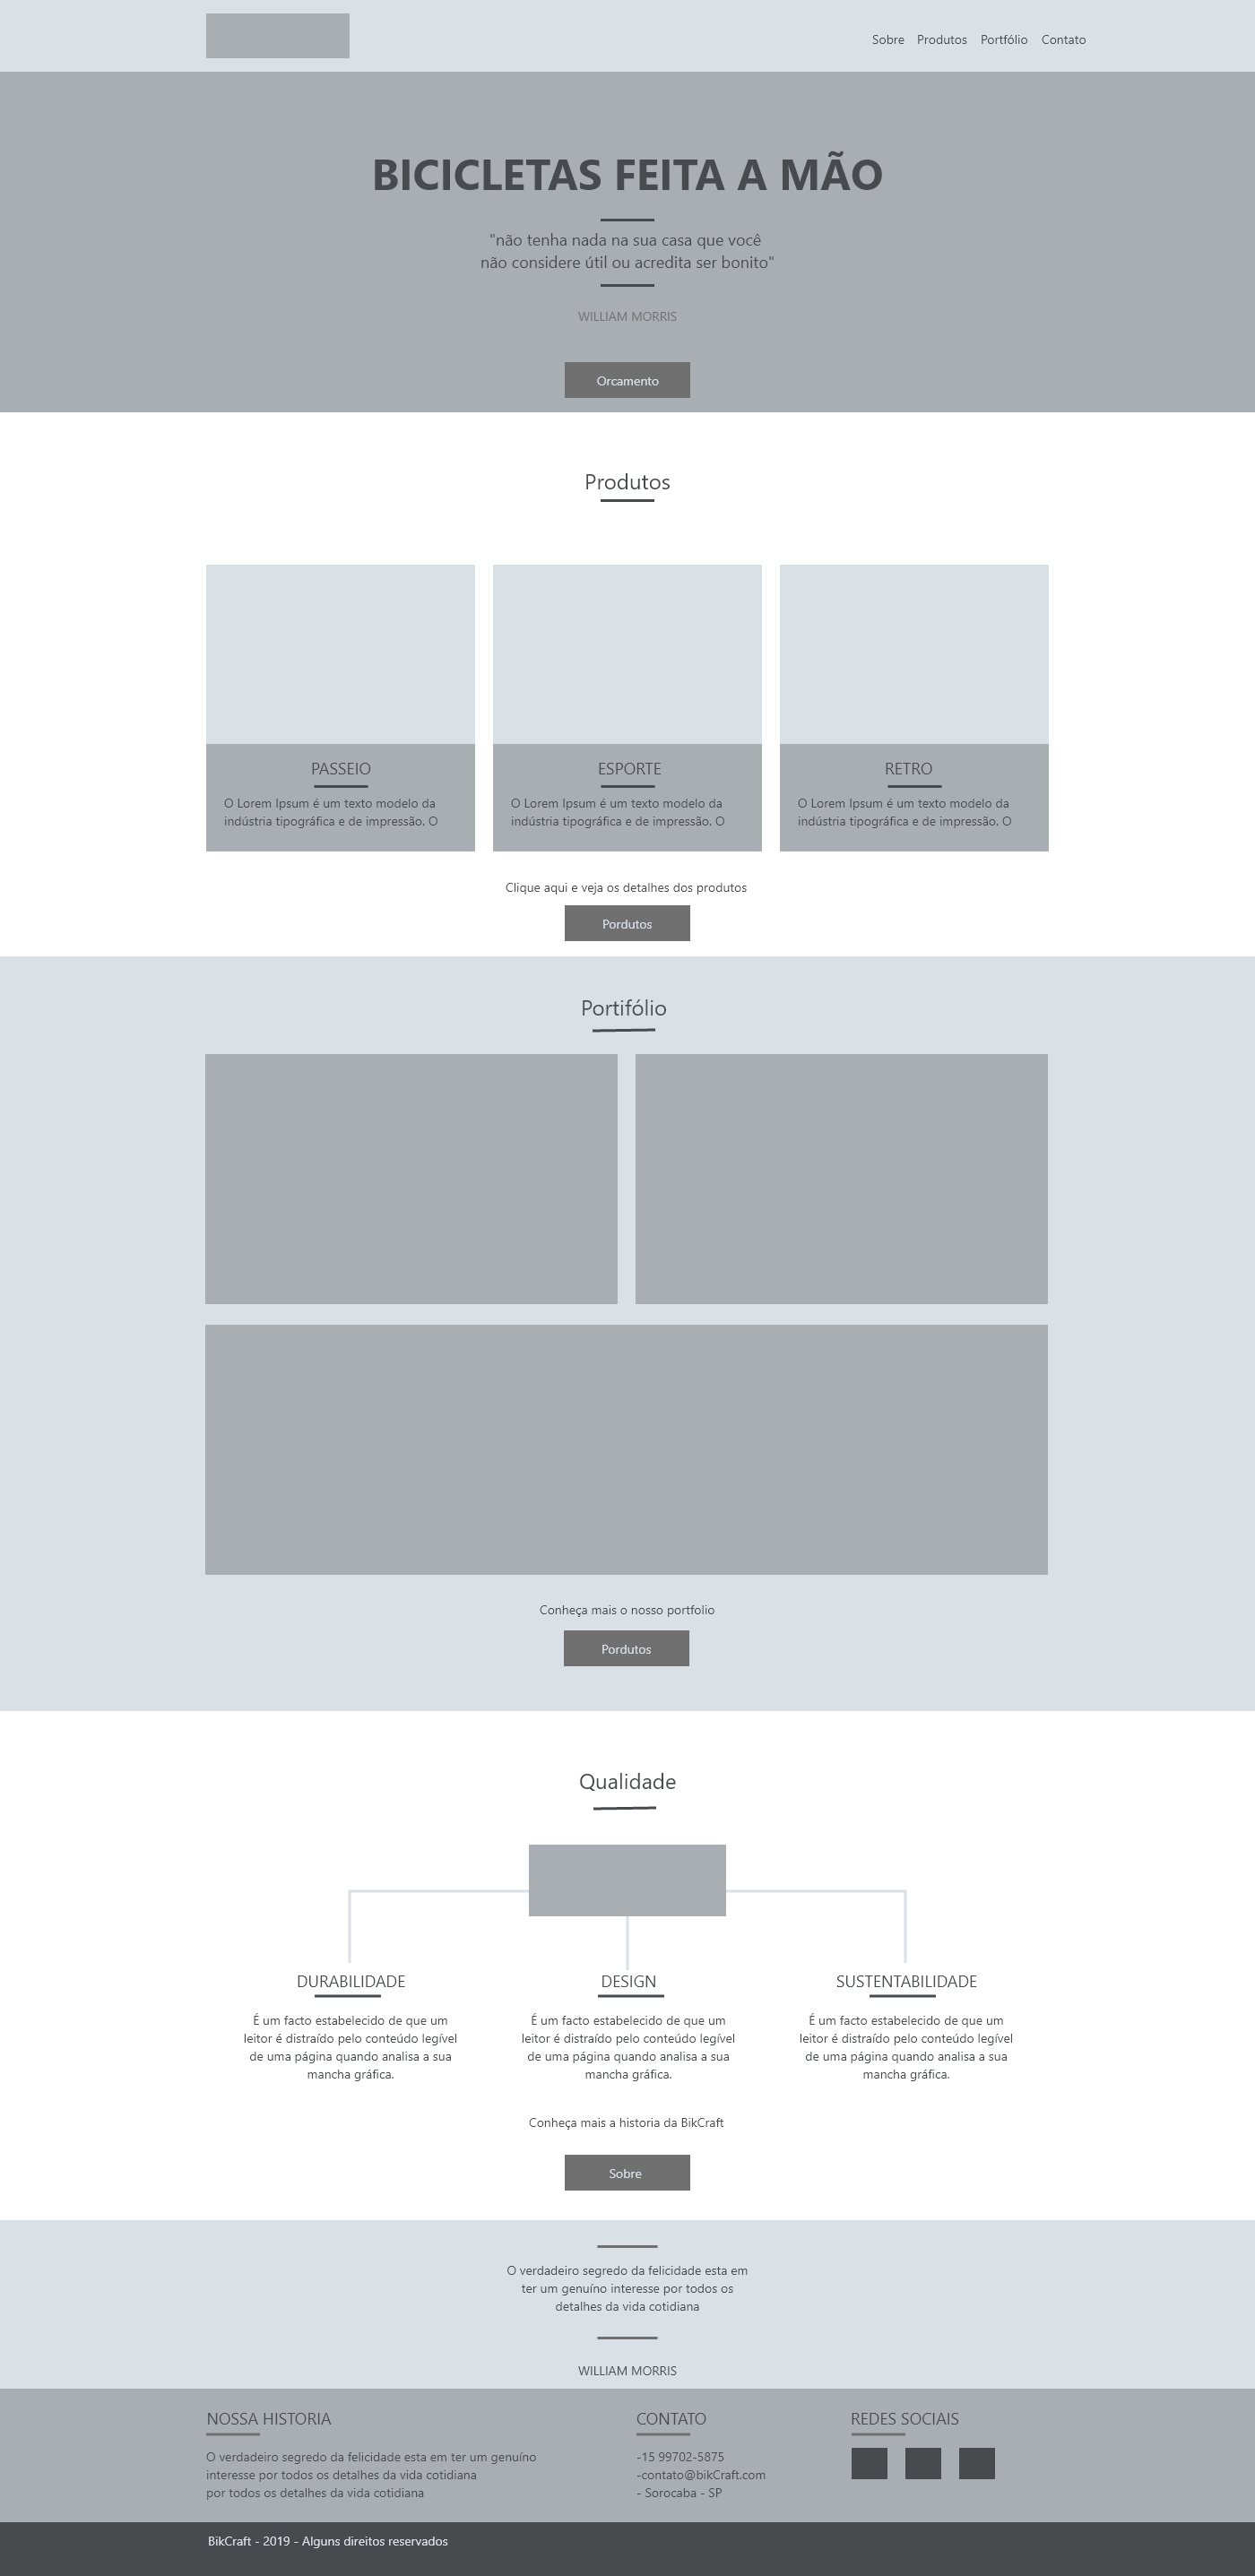 Sobre Produtos Portfólio Contato
BICICLETAS FEITA A MÃO
"não tenha nada na sua casa que você
não considere útil ou acredita ser bonito"
WILLIAM MORRIS
Orcamento
Produtos
PASSEIO
O Lorem Ipsum é um texto modelo da
indústria tipográfica e de impressão. O
ESPORTE
O Lorem Ipsum é um texto modelo da
indústria tipográfica e de impressão. O
RETRO
O Lorem Ipsum é um texto modelo da
indústria tipográfica e de impressão. O
Clique aqui e veja os detalhes dos produtos
Pordutos
Portifólio
Conheça mais o nosso portfolio
Pordutos
Qualidade
DURABILIDADE
É um facto estabelecido de que um
leitor é distraído pelo conteúdo legível
de uma página quando analisa a sua
mancha gráfica.
DESIGN
É um facto estabelecido de que um
leitor é distraído pelo conteúdo legível
de uma página quando analisa a sua
mancha gráfica.
SUSTENTABILIDADE
É um facto estabelecido de que um
leitor é distraído pelo conteúdo legível
de uma página quando analisa a sua
mancha gráfica.
Conheça mais a historia da BikCraft
Sobre
O verdadeiro segredo da felicidade esta em
ter um genuíno interesse por todos os
detalhes da vida cotidiana
WILLIAM MORRIS
NOSSA HISTORIA
O verdadeiro segredo da felicidade esta em ter um genuíno
interesse por todos os detalhes da vida cotidiana
por todos os detalhes da vida cotidiana
CONTATO
-15 99702-5875
-contato@bikCraft.com
- Sorocaba - SP
REDES SOCIAIS
BikCraft - 2019 - Alguns direitos reservados